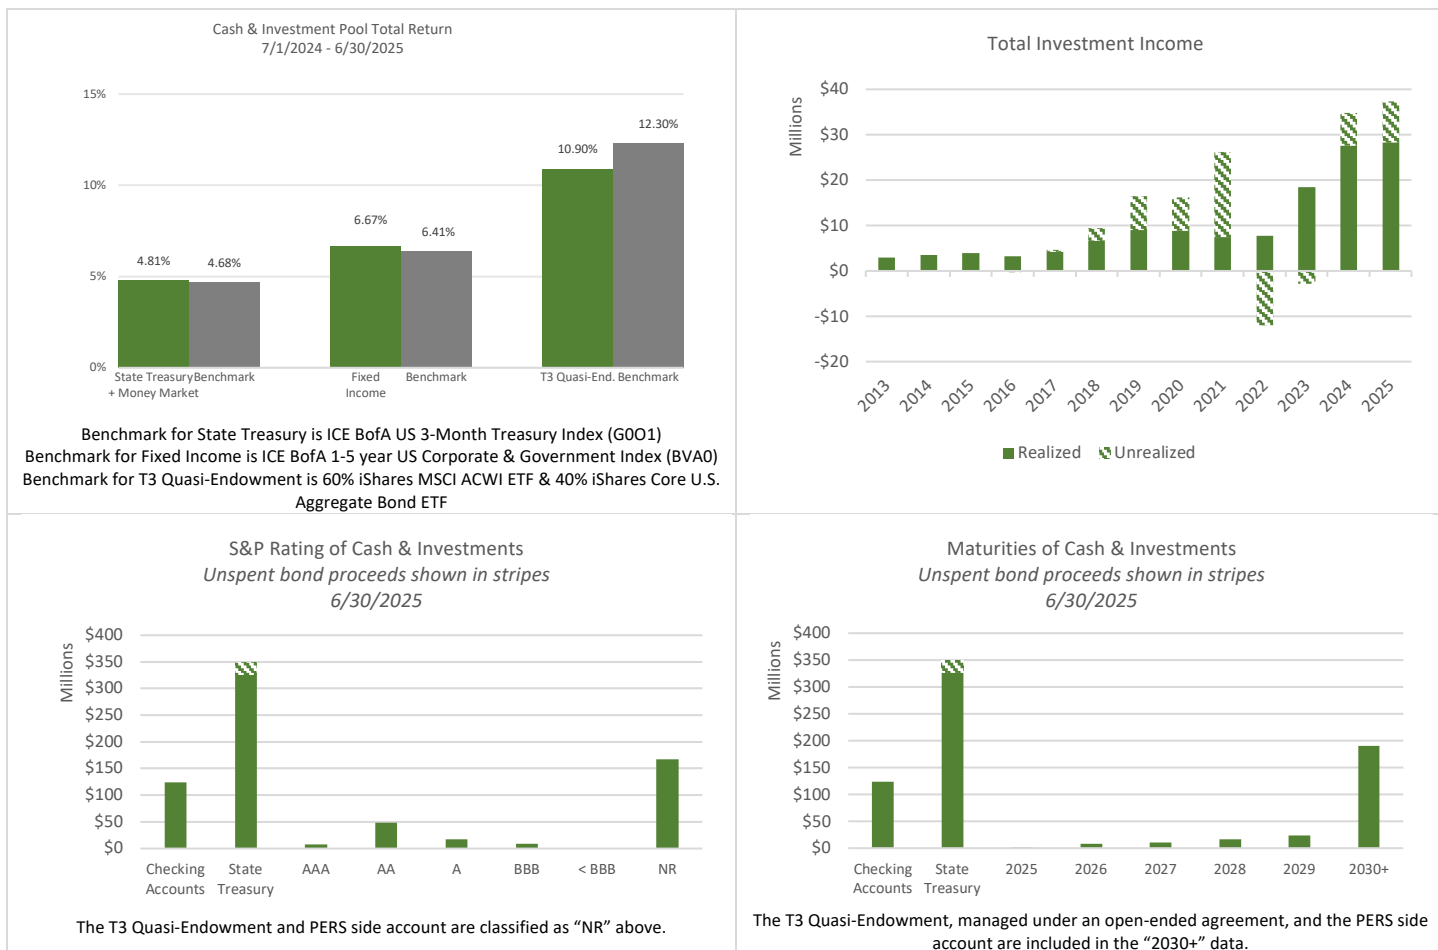 Cash & Investment Pool Total Return
7/1/2024 - 6/30/2025
15%
10%
5%
0%
4.81%
4.68%
6.67%
6.41%
10.90%
12.30%
State Treasury
+ Money Market
Benchmark
Fixed
Income
Benchmark
T3 Quasi-End.
Benchmark
Benchmark for State Treasury is ICE BofA US 3-Month Treasury Index (G0O1)
Benchmark for Fixed Income is ICE BofA 1-5 year US Corporate & Government Index (BVA0)
Benchmark for T3 Quasi-Endowment is 60% iShares MSCI ACWI ETF & 40% iShares Core U.S.
Aggregate Bond ETF
Total Investment Income
Millions
$40
$30
$20
$10
$0
-$10
-$20
2013
2014
2015
2016
2017
2018
2019
2020
2021
2022
2023
2024
2025
Realized
Unrealized
S&P Rating of Cash & Investments
Unspent bond proceeds shown in stripes
6/30/2025
Millions
$400
$350
$300
$250
$200
$150
$100
$50
$0
Checking
Accounts
State
Treasury
AAA
AA
A
BBB
< BBB
NR
The T3 Quasi-Endowment and PERS side account are classified as “NR” above.
Maturities of Cash & Investments
Unspent bond proceeds shown in stripes
6/30/2025
Millions
$400
$350
$300
$250
$200
$150
$100
$50
$0
Checking
Accounts
State
Treasury
2025
2026
2027
2028
2029
2030+
The T3 Quasi-Endowment, managed under an open-ended agreement, and the PERS side
account are included in the “2030+” data.